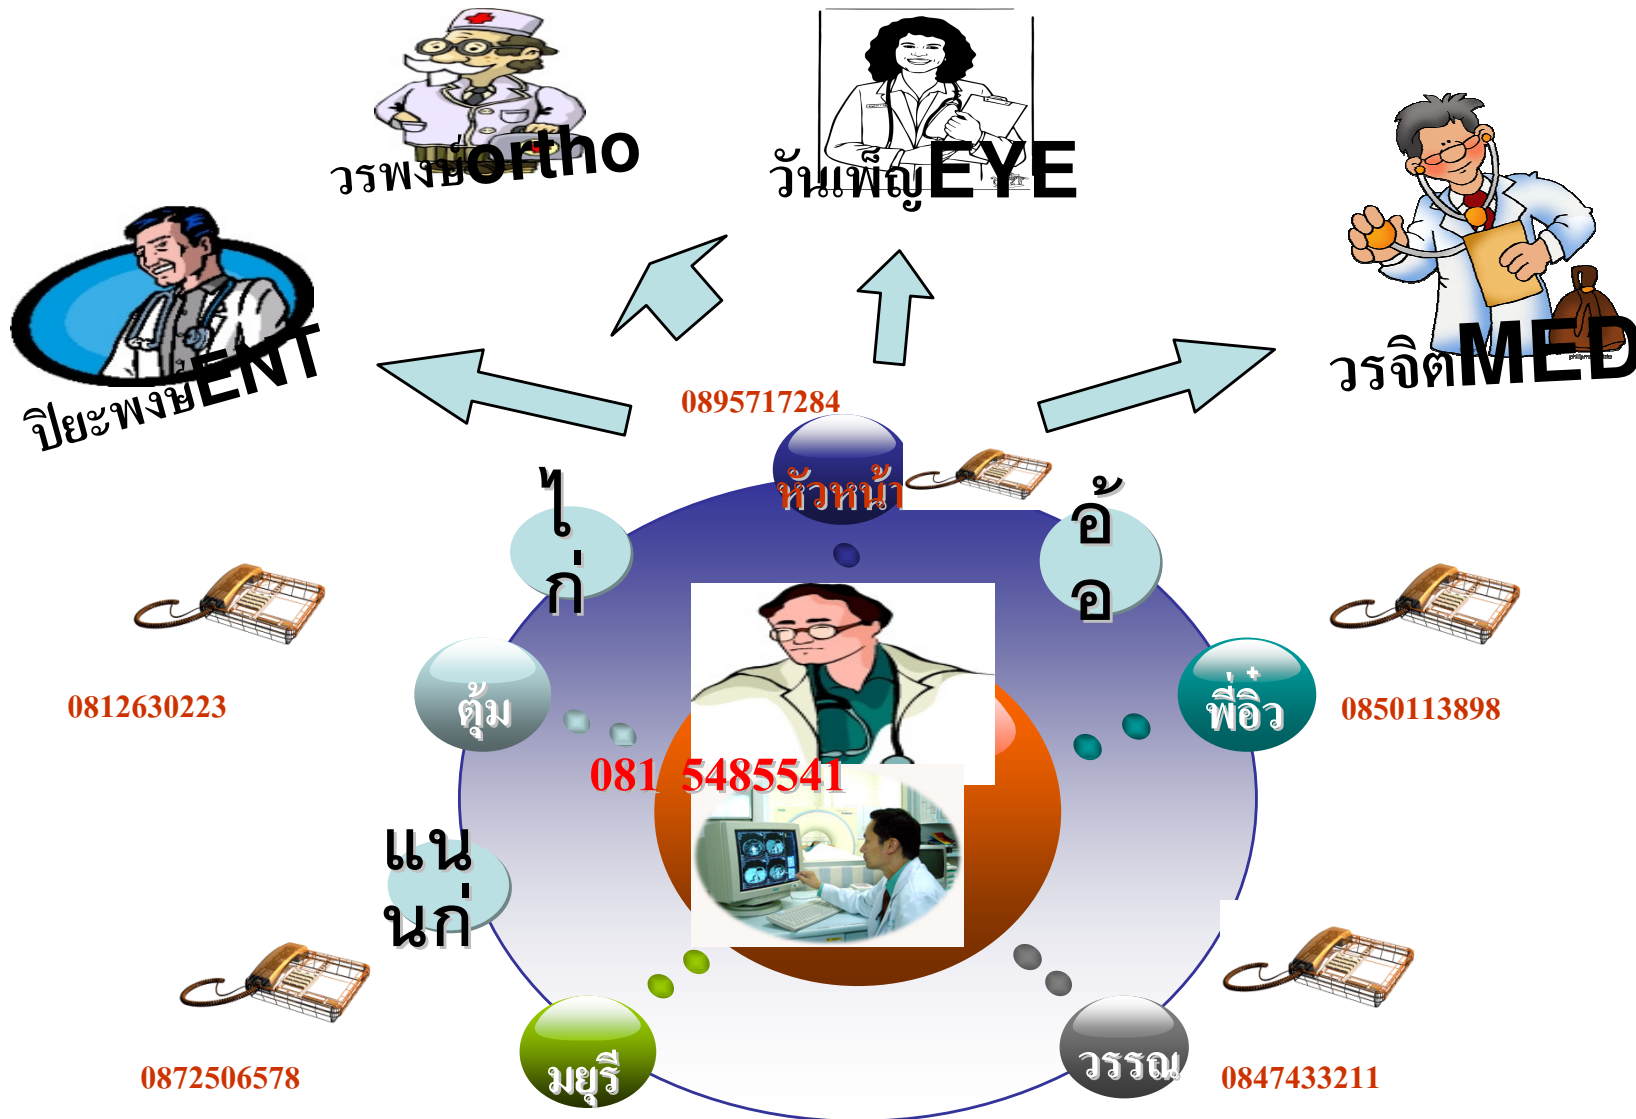 วรพงษ์ortho
วันเพ็ญEYE
ปิยะพงษ์ENT
วรจิตMED
0895717284
หัวหน้า
ไก่
อ้อ
0812630223
ตุ้ม
พี่อิ๋ว
0850113898
081 5485541
แนนก่
0872506578
มยุรี
วรรณ
0847433211